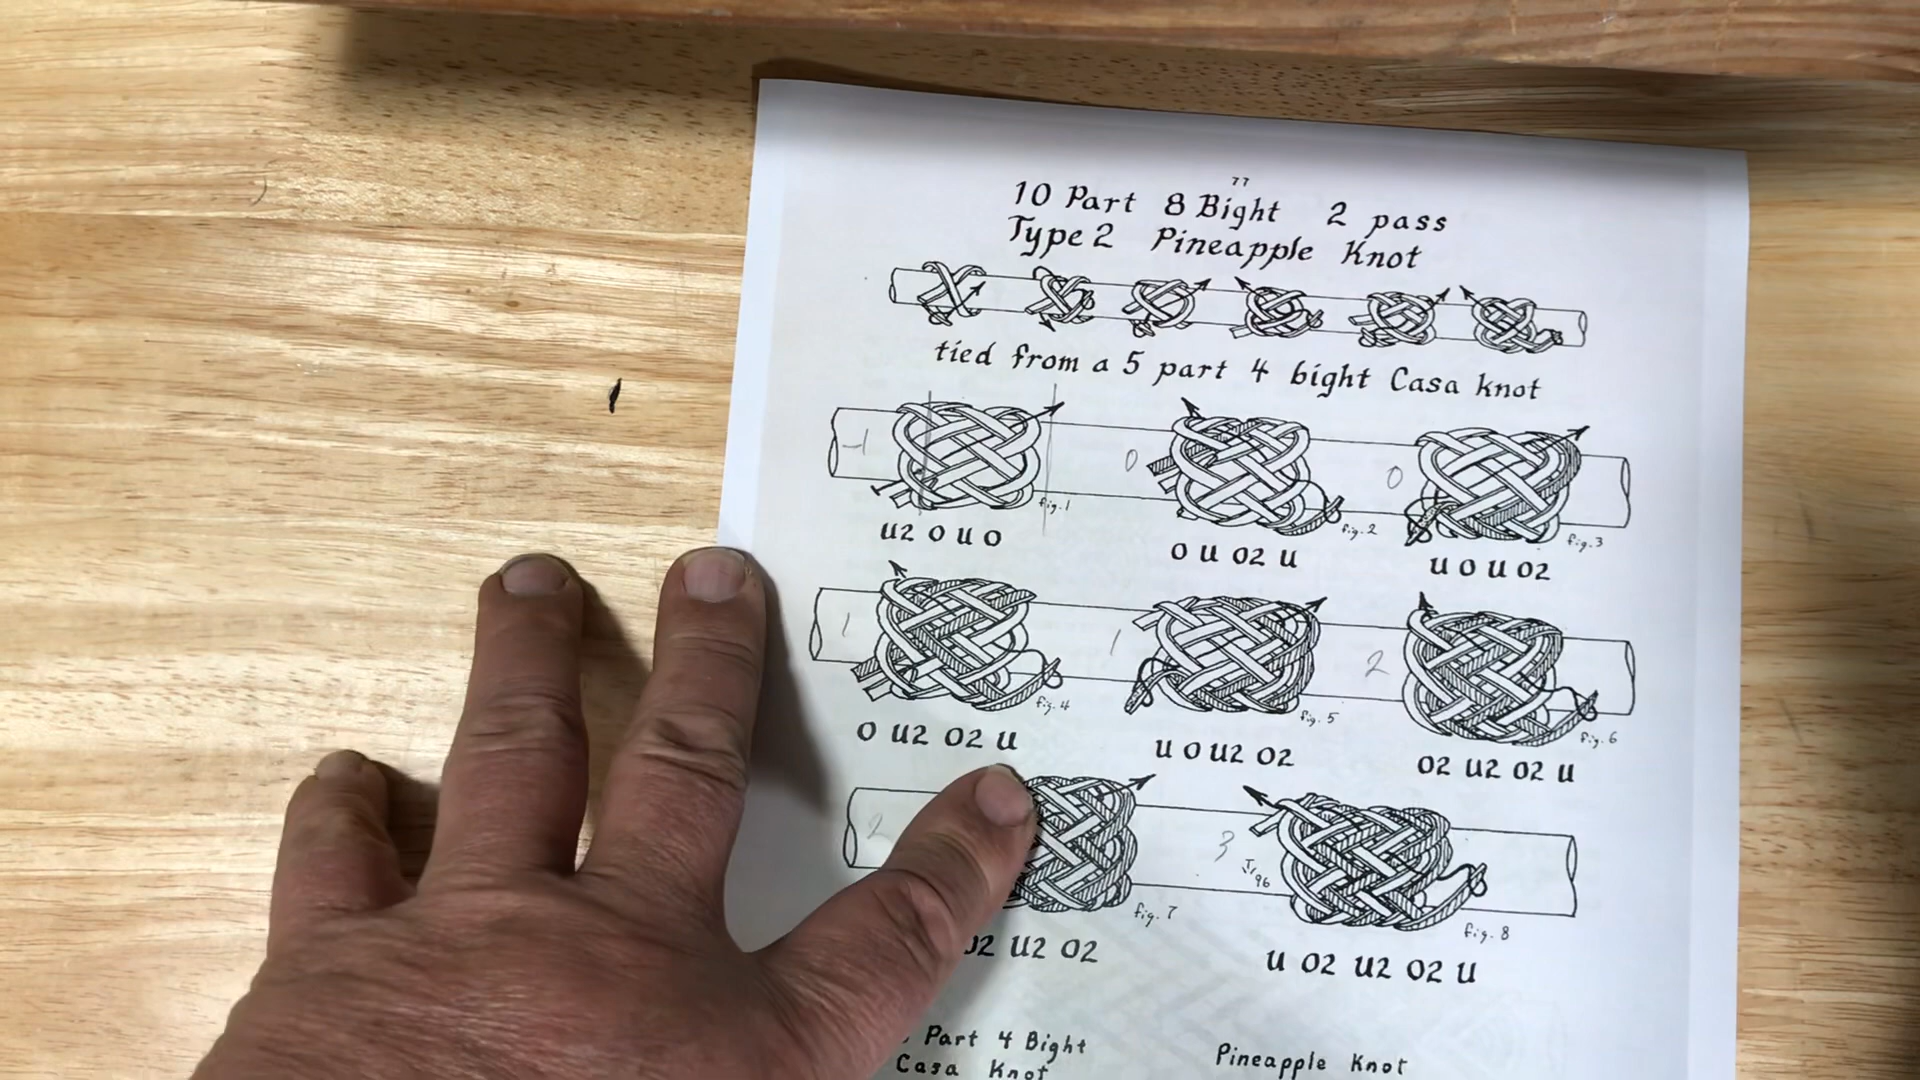 77
10 Part 8 Bight 2 pass
Type 2 Pineapple Knot
tied from a 5 part 4 bight Casa knot
-1
fig. 1
0
fig. 2
0
fig. 3
U2 O U O
O U O2 U
U O U O2
1
fig. 4
1
fig. 5
2
fig. 6
O U2 O2 U
U O U2 O2
O2 U2 O2 U
2
fig. 7
3
J/96
fig. 8
U2 O2
U O2 U2 O2 U
Part 4 Bight
Casa Knot
Pineapple Knot